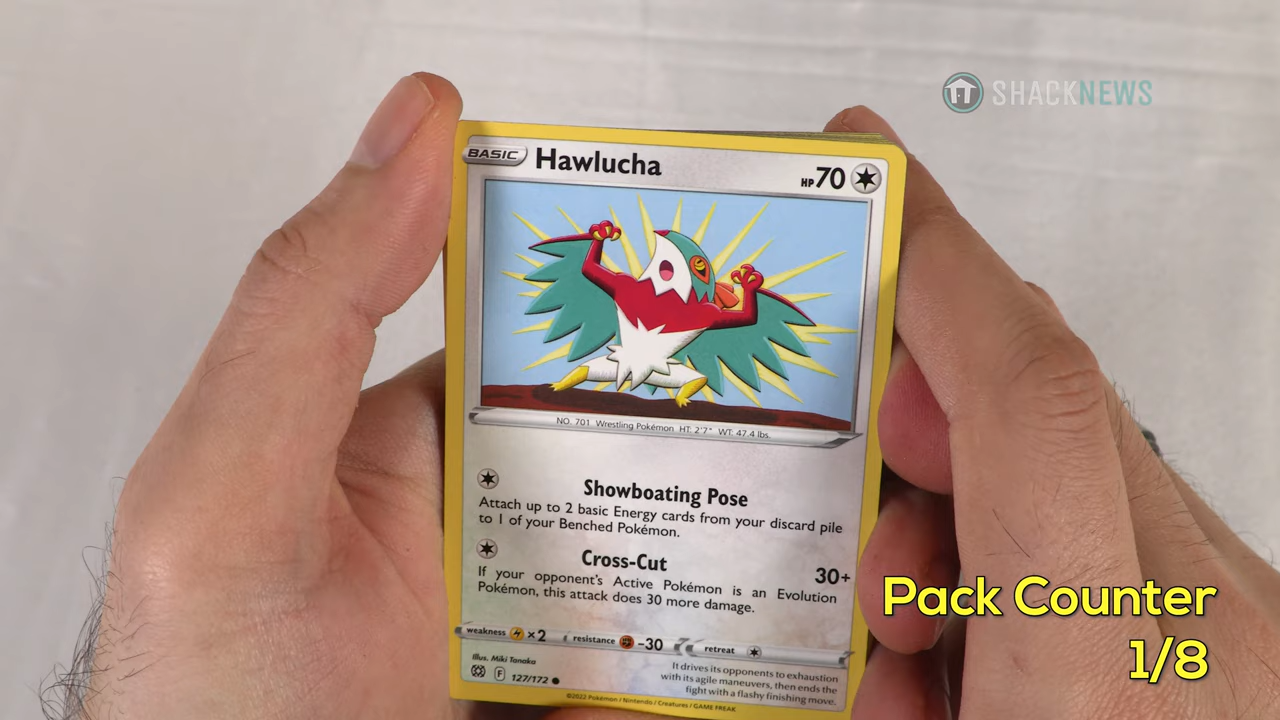 SHACKNEWS
BASIC Hawlucha HP 70
NO. 701 Wrestling Pokémon HT: 2'7" WT: 47.4 lbs.
Showboating Pose
Attach up to 2 basic Energy cards from your discard pile
to 1 of your Benched Pokémon.
Cross-Cut 30+
If your opponent's Active Pokémon is an Evolution
Pokémon, this attack does 30 more damage.
weakness ×2 resistance -30 retreat
Illus. Miki Tanaka
F 127/172 ●
It drives its opponents to exhaustion
with its agile maneuvers, then ends the
fight with a flashy finishing move.
©2022 Pokémon / Nintendo / Creatures / GAME FREAK
Pack Counter
1/8